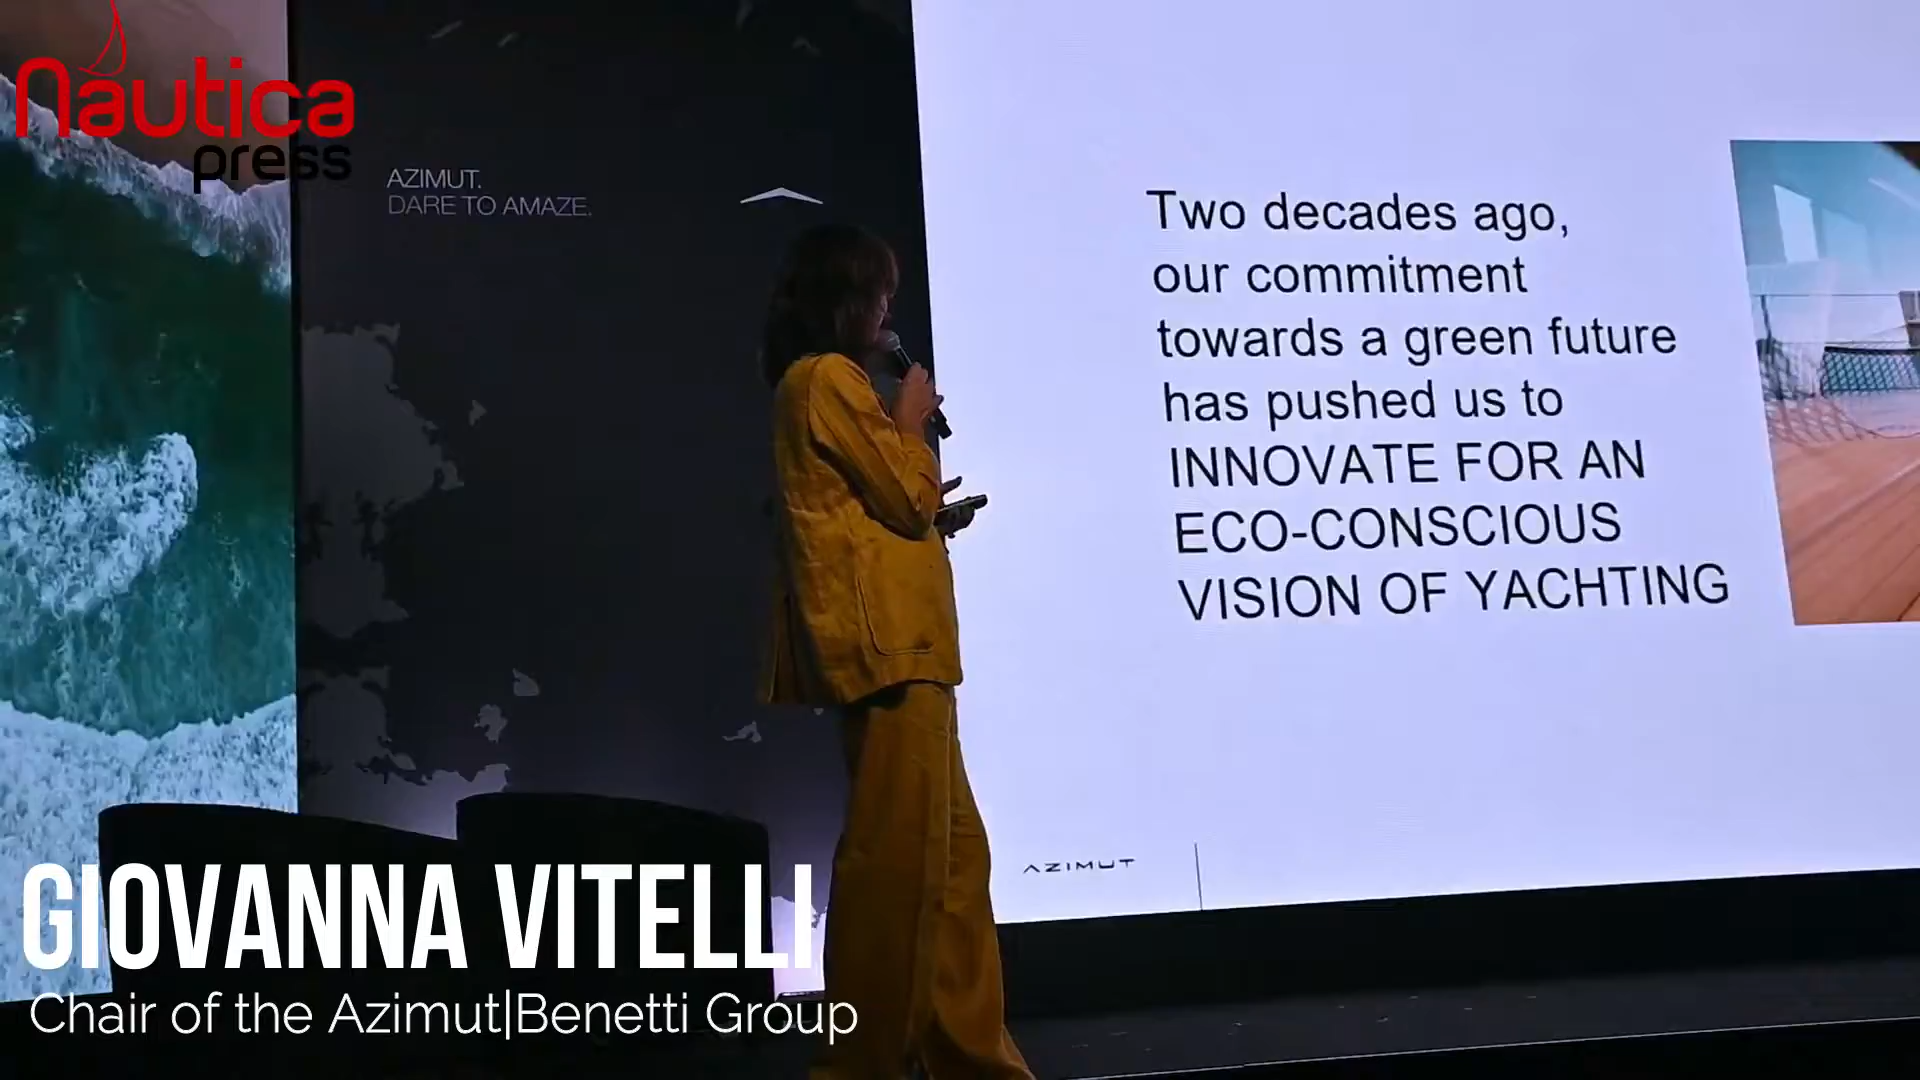 Nautica
press
AZIMUT.
DARE TO AMAZE.
Two decades ago,
our commitment
towards a green future
has pushed us to
INNOVATE FOR AN
ECO-CONSCIOUS
VISION OF YACHTING
AZIMUT
GIOVANNA VITELLI
Chair of the Azimut|Benetti Group